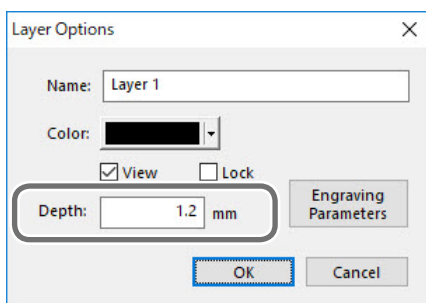 Layer Options
Name: Layer 1
Color:
View Lock
Depth: 1.2 mm
Engraving
Parameters
OK Cancel